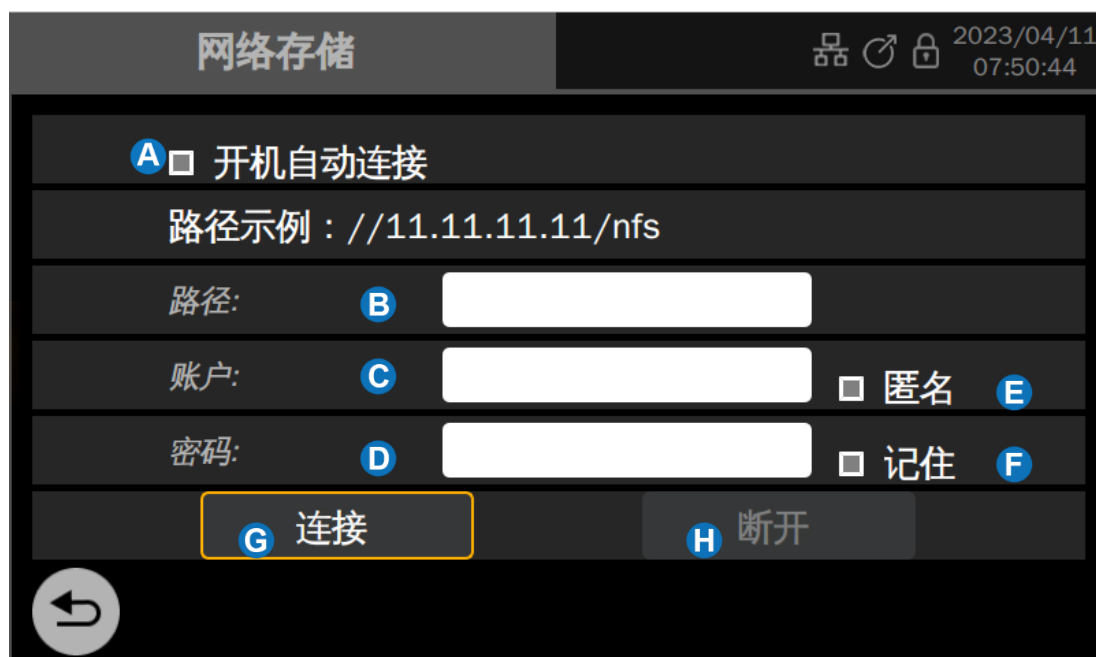 网络存储
2023/04/11
07:50:44
A 开机自动连接
路径示例：//11.11.11.11/nfs
路径: B
账户: C 匿名 E
密码: D 记住 F
G 连接 H 断开